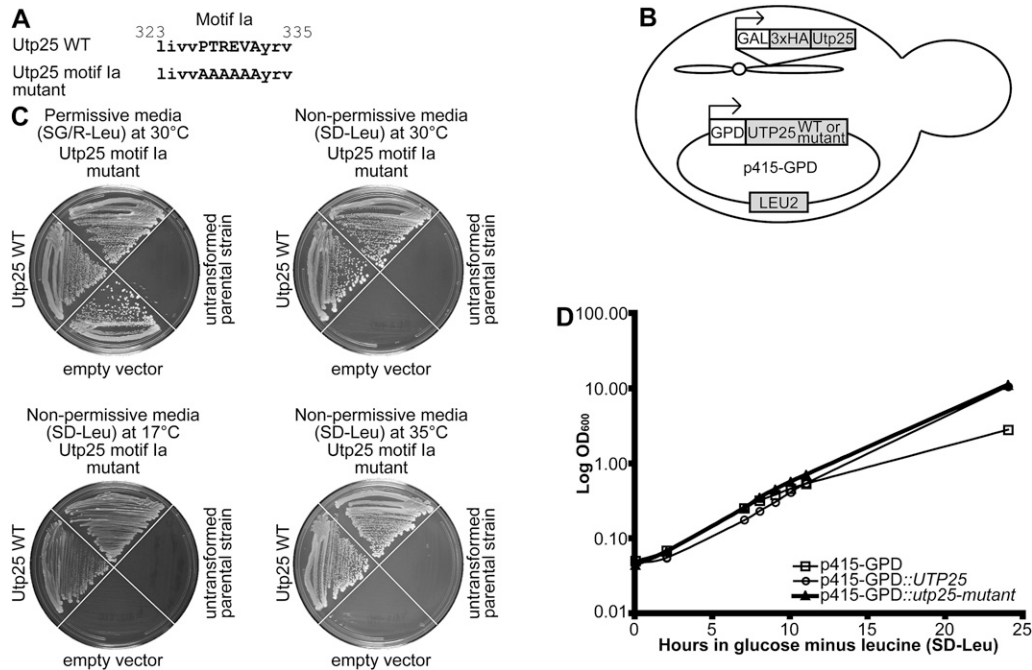 A
Motif Ia
323 335
Utp25 WT livvPTREVAyrv
Utp25 motif Ia livvAAAAAAyrv
mutant
B
GAL 3xHA Utp25
GPD UTP25 WT or
mutant
p415-GPD
LEU2
C
Permissive media
(SG/R-Leu) at 30°C
Utp25 motif Ia
mutant
Utp25 WT
untransformed
parental strain
empty vector
Non-permissive media
(SD-Leu) at 30°C
Utp25 motif Ia
mutant
Utp25 WT
untransformed
parental strain
empty vector
Non-permissive media
(SD-Leu) at 17°C
Utp25 motif Ia
mutant
Utp25 WT
untransformed
parental strain
empty vector
Non-permissive media
(SD-Leu) at 35°C
Utp25 motif Ia
mutant
Utp25 WT
untransformed
parental strain
empty vector
D
100.00
10.00
1.00
0.10
0.01
Log OD600
p415-GPD
p415-GPD::UTP25
p415-GPD::utp25-mutant
0 5 10 15 20 25
Hours in glucose minus leucine (SD-Leu)